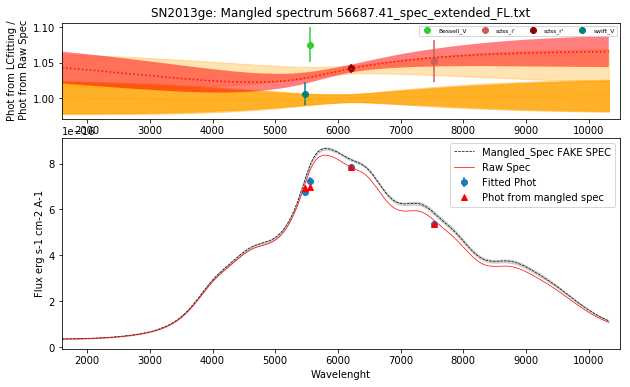 SN2013ge: Mangled spectrum 56687.41_spec_extended_FL.txt
Phot from LCfitting /
Phot from Raw Spec
1.10
1.05
1.00
Bessell_V sdss_i' sdss_r' swift_V
2000 3000 4000 5000 6000 7000 8000 9000 10000
1e−16
Flux erg s-1 cm-2 A-1
8
6
4
2
0
Mangled_Spec FAKE SPEC
Raw Spec
Fitted Phot
Phot from mangled spec
2000 3000 4000 5000 6000 7000 8000 9000 10000
Wavelenght